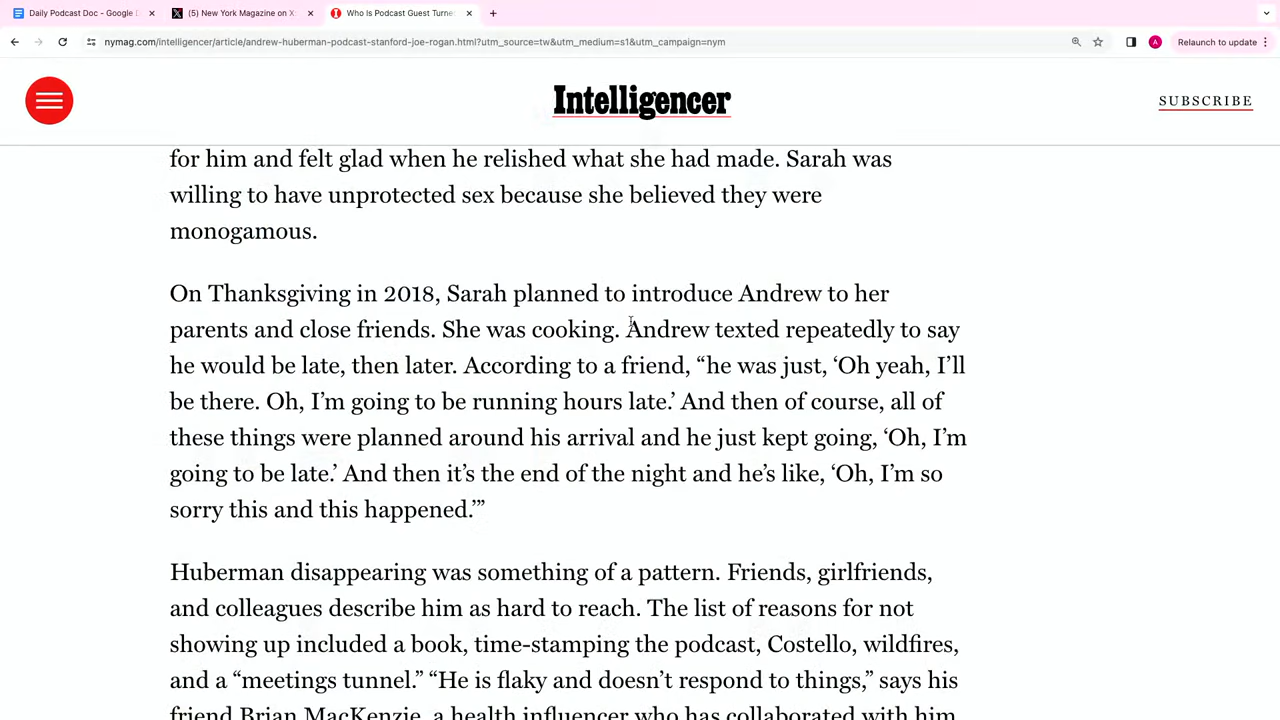 Daily Podcast Doc - Google
(5) New York Magazine on X
Who Is Podcast Guest Turne
nymag.com/intelligencer/article/andrew-huberman-podcast-stanford-joe-rogan.html?utm_source=tw&utm_medium=s1&utm_campaign=nym
A
Relaunch to update
Intelligencer
SUBSCRIBE
for him and felt glad when he relished what she had made. Sarah was
willing to have unprotected sex because she believed they were
monogamous.
On Thanksgiving in 2018, Sarah planned to introduce Andrew to her
parents and close friends. She was cooking. Andrew texted repeatedly to say
he would be late, then later. According to a friend, “he was just, ‘Oh yeah, I’ll
be there. Oh, I’m going to be running hours late.’ And then of course, all of
these things were planned around his arrival and he just kept going, ‘Oh, I’m
going to be late.’ And then it’s the end of the night and he’s like, ‘Oh, I’m so
sorry this and this happened.’”
Huberman disappearing was something of a pattern. Friends, girlfriends,
and colleagues describe him as hard to reach. The list of reasons for not
showing up included a book, time-stamping the podcast, Costello, wildfires,
and a “meetings tunnel.” “He is flaky and doesn’t respond to things,” says his
friend Brian MacKenzie, a health influencer who has collaborated with him